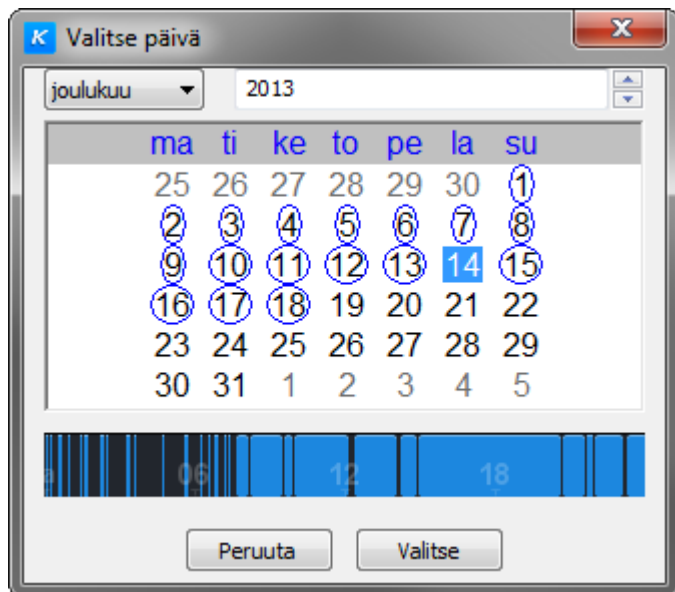 K Valitse päivä
joulukuu 2013
ma ti ke to pe la su
25 26 27 28 29 30 1
2 3 4 5 6 7 8
9 10 11 12 13 14 15
16 17 18 19 20 21 22
23 24 25 26 27 28 29
30 31 1 2 3 4 5
06 12 18
Peruuta Valitse